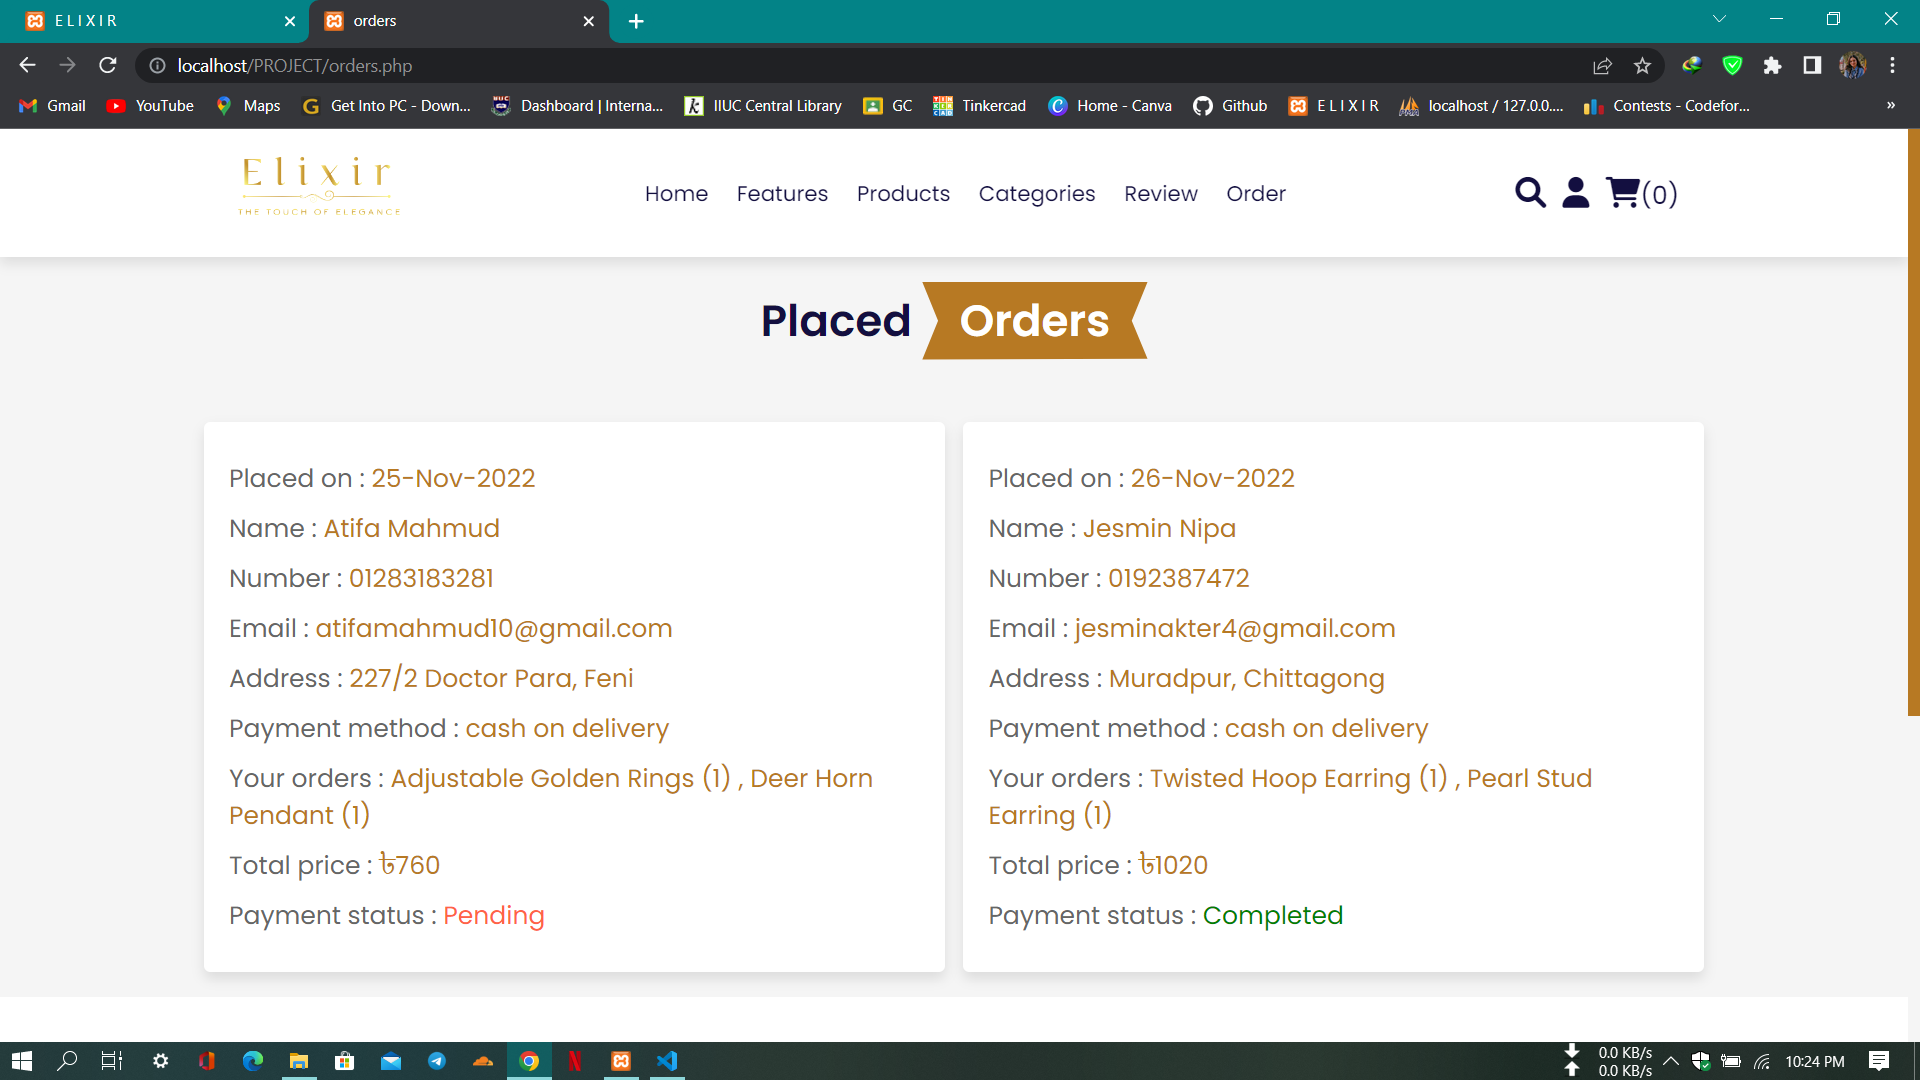 E L I X I R
orders
localhost/PROJECT/orders.php
Gmail
YouTube
Maps
Get Into PC - Down...
Dashboard | Interna...
IIUC Central Library
GC
Tinkercad
Home - Canva
Github
E L I X I R
localhost / 127.0.0....
Contests - Codefor...
»
Elixir
THE TOUCH OF ELEGANCE
Home Features Products Categories Review Order
(0)
Placed Orders
Placed on : 25-Nov-2022
Name : Atifa Mahmud
Number : 01283183281
Email : atifamahmud10@gmail.com
Address : 227/2 Doctor Para, Feni
Payment method : cash on delivery
Your orders : Adjustable Golden Rings (1) , Deer Horn
Pendant (1)
Total price : ৳760
Payment status : Pending
Placed on : 26-Nov-2022
Name : Jesmin Nipa
Number : 0192387472
Email : jesminakter4@gmail.com
Address : Muradpur, Chittagong
Payment method : cash on delivery
Your orders : Twisted Hoop Earring (1) , Pearl Stud
Earring (1)
Total price : ৳1020
Payment status : Completed
0.0 KB/s
0.0 KB/s
10:24 PM